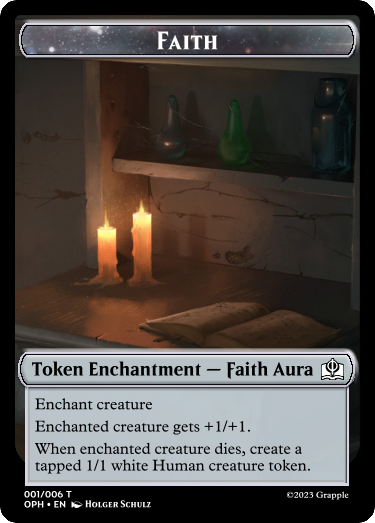 Faith
Token Enchantment — Faith Aura
Enchant creature
Enchanted creature gets +1/+1.
When enchanted creature dies, create a
tapped 1/1 white Human creature token.
001/006 T
OPH • EN Holger Schulz
©2023 Grapple